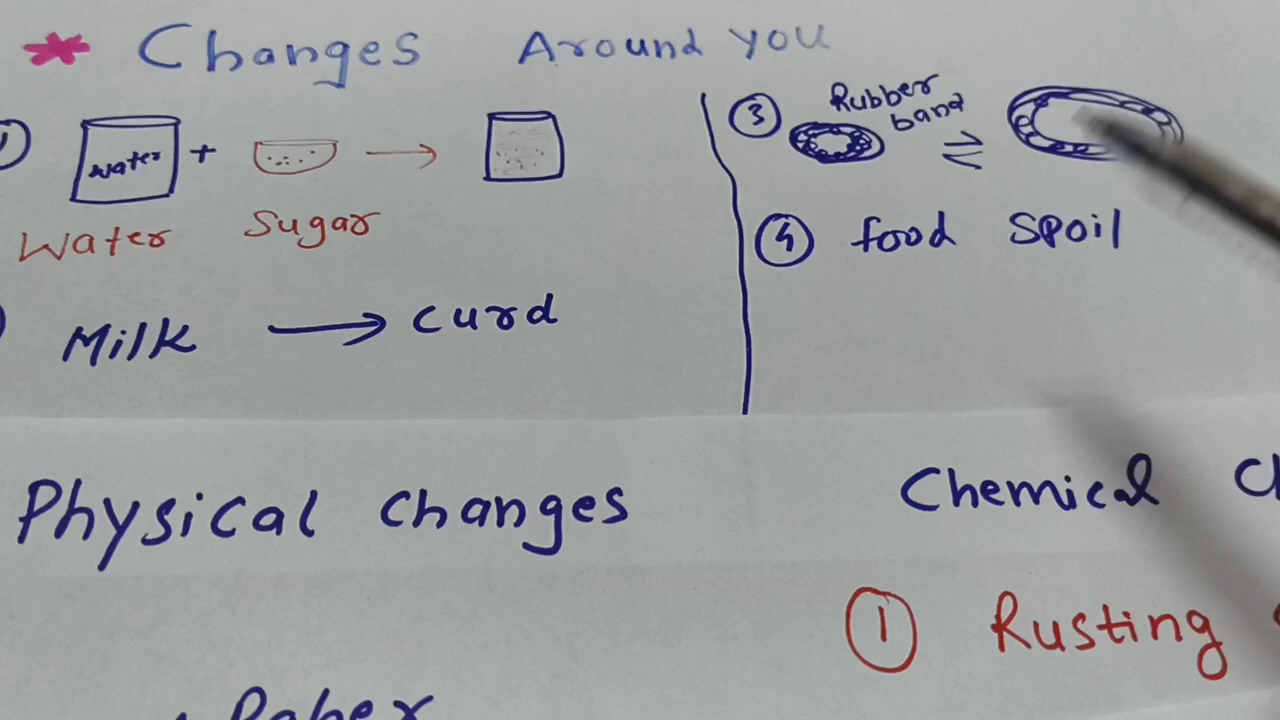 * Changes Around you
water + →
Water Sugar
Milk → curd
③ Rubber band ⇌
④ food Spoil
Physical changes
Chemical
① Rusting
Paper